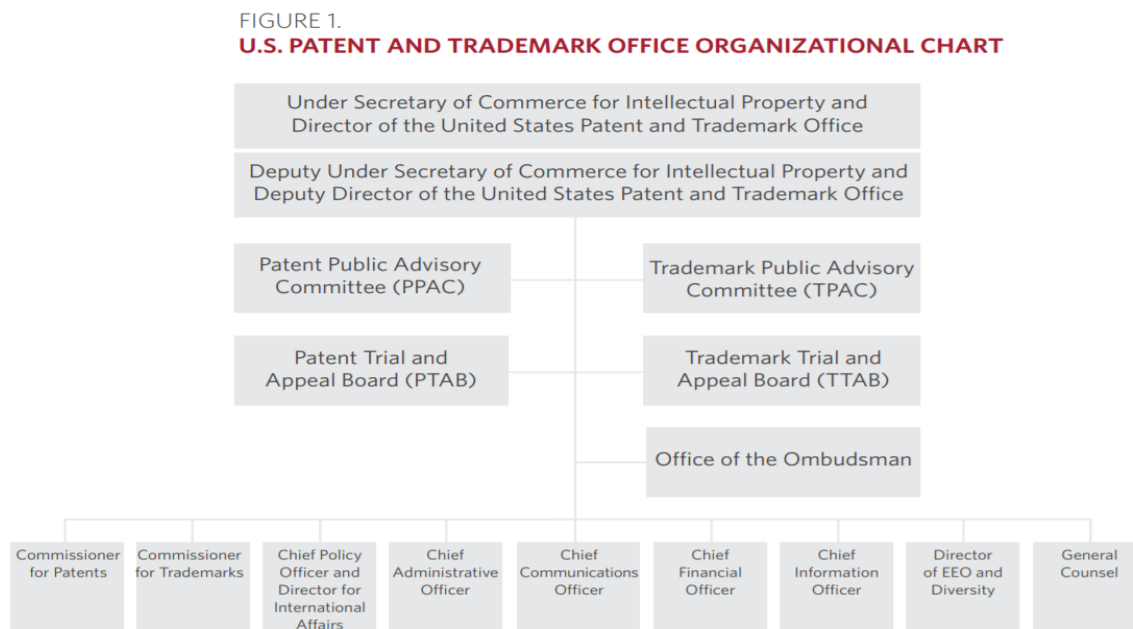 FIGURE 1.
U.S. PATENT AND TRADEMARK OFFICE ORGANIZATIONAL CHART
Under Secretary of Commerce for Intellectual Property and
Director of the United States Patent and Trademark Office
Deputy Under Secretary of Commerce for Intellectual Property and
Deputy Director of the United States Patent and Trademark Office
Patent Public Advisory
Committee (PPAC)
Trademark Public Advisory
Committee (TPAC)
Patent Trial and
Appeal Board (PTAB)
Trademark Trial and
Appeal Board (TTAB)
Office of the Ombudsman
Commissioner
for Patents
Commissioner
for Trademarks
Chief Policy
Officer and
Director for
International
Affairs
Chief
Administrative
Officer
Chief
Communications
Officer
Chief
Financial
Officer
Chief
Information
Officer
Director
of EEO and
Diversity
General
Counsel